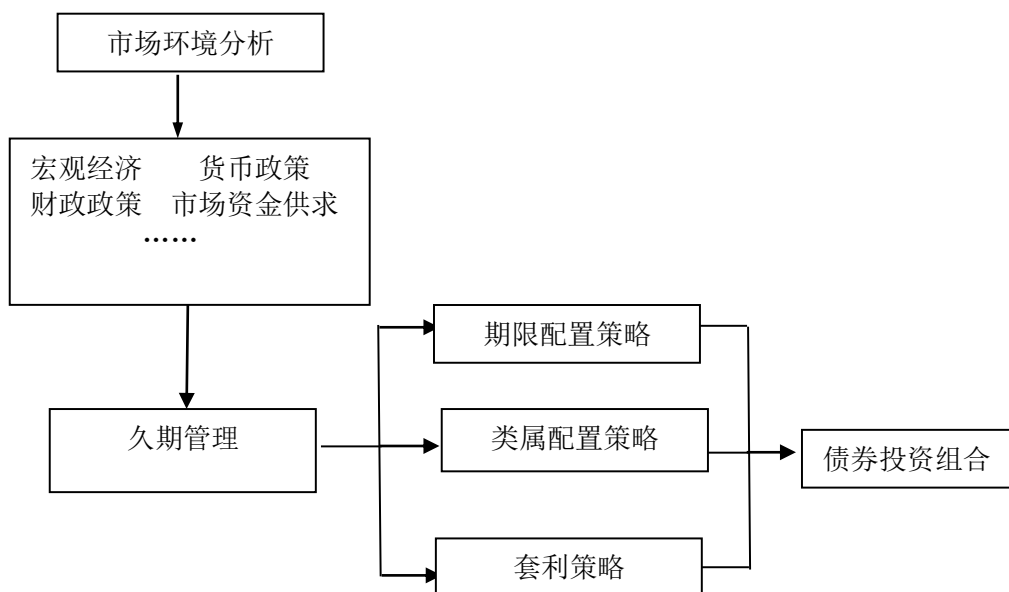 市场环境分析
宏观经济 货币政策
财政政策 市场资金供求
……
期限配置策略
久期管理
类属配置策略
债券投资组合
套利策略